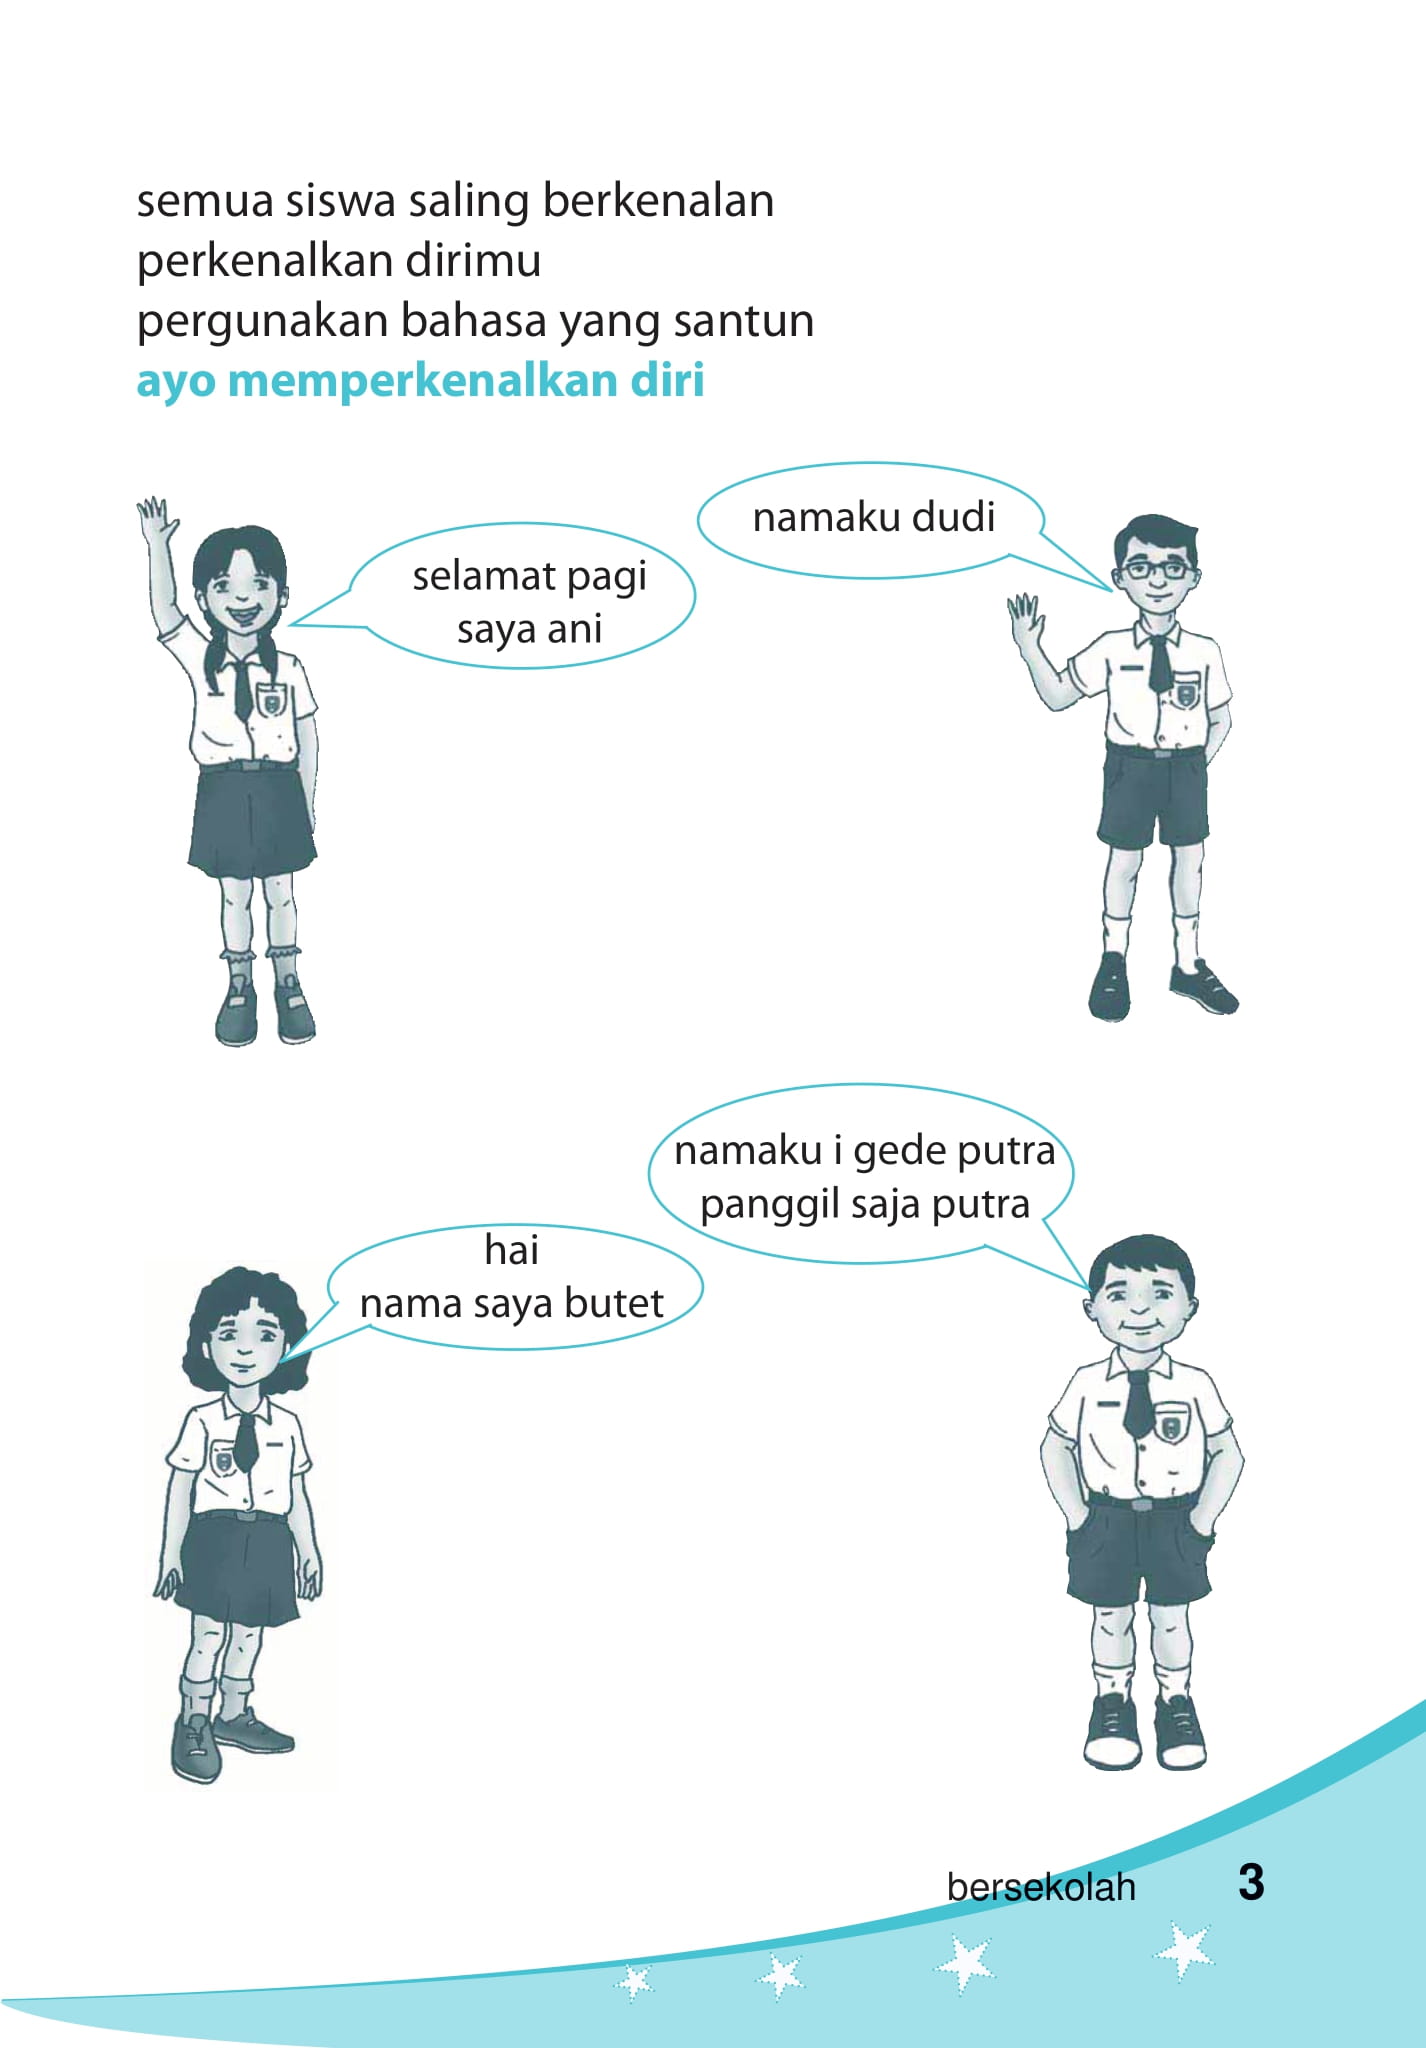 semua siswa saling berkenalan
perkenalkan dirimu
pergunakan bahasa yang santun
ayo memperkenalkan diri
namaku dudi
selamat pagi
saya ani
namaku i gede putra
panggil saja putra
hai
nama saya butet
bersekolah 3